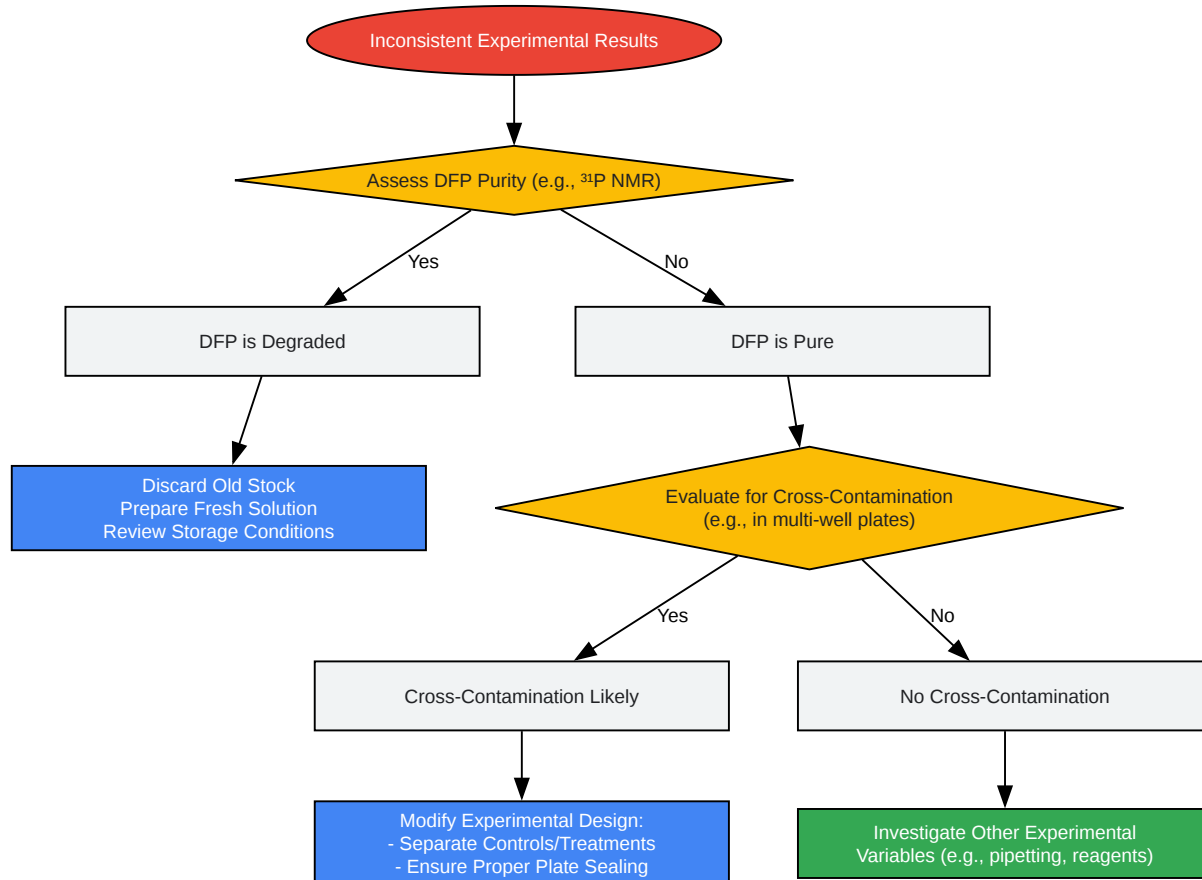 Inconsistent Experimental Results
Assess DFP Purity (e.g., ³¹P NMR)
Yes
No
DFP is Degraded
DFP is Pure
Discard Old Stock
Prepare Fresh Solution
Review Storage Conditions
Evaluate for Cross-Contamination
(e.g., in multi-well plates)
Yes
No
Cross-Contamination Likely
No Cross-Contamination
Modify Experimental Design:
- Separate Controls/Treatments
- Ensure Proper Plate Sealing
Investigate Other Experimental
Variables (e.g., pipetting, reagents)